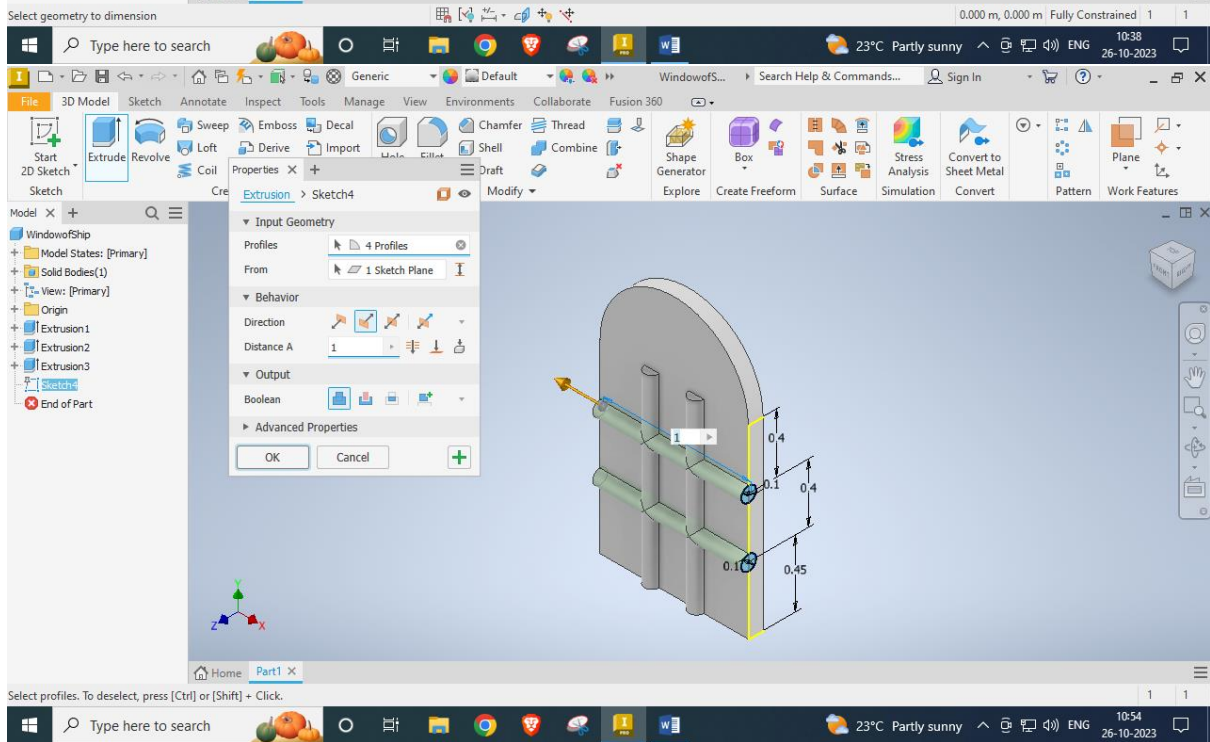 Select geometry to dimension
0.000 m, 0.000 m Fully Constrained 1 1
Type here to search
23°C Partly sunny ENG
10:38
26-10-2023
Generic Default WindowofS... Search Help & Commands... Sign In
File 3D Model Sketch Annotate Inspect Tools Manage View Environments Collaborate Fusion 360
Start
2D Sketch
Extrude Revolve
Sweep Emboss Decal
Loft Derive Import
Coil
Hole Fillet
Chamfer Thread
Shell Combine
Draft
Shape
Generator
Box
Stress
Analysis
Convert to
Sheet Metal
Plane
Sketch Cre Modify Explore Create Freeform Surface Simulation Convert Pattern Work Features
Properties × +
Extrusion > Sketch4
Input Geometry
Profiles 4 Profiles
From 1 Sketch Plane
Behavior
Direction
Distance A 1
Output
Boolean
Advanced Properties
OK Cancel
Model × +
WindowofShip
Model States: [Primary]
Solid Bodies(1)
View: [Primary]
Origin
Extrusion1
Extrusion2
Extrusion3
Sketch4
End of Part
FRONT
1
0.4
0.1
0.4
0.1
0.45
Y
Z
X
Home Part1 ×
Select profiles. To deselect, press [Ctrl] or [Shift] + Click.
1 1
Type here to search
23°C Partly sunny ENG
10:54
26-10-2023